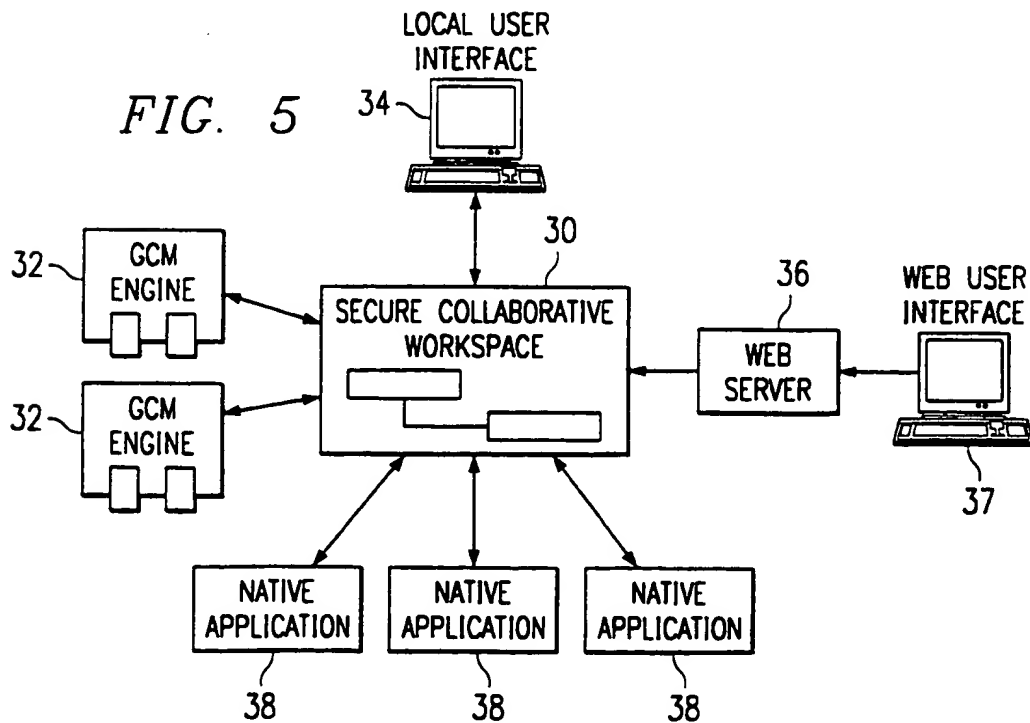 LOCAL USER
INTERFACE
FIG. 5
34
30
32
GCM
ENGINE
SECURE COLLABORATIVE
WORKSPACE
36
WEB USER
INTERFACE
WEB
SERVER
32
GCM
ENGINE
37
NATIVE
APPLICATION
NATIVE
APPLICATION
NATIVE
APPLICATION
38
38
38